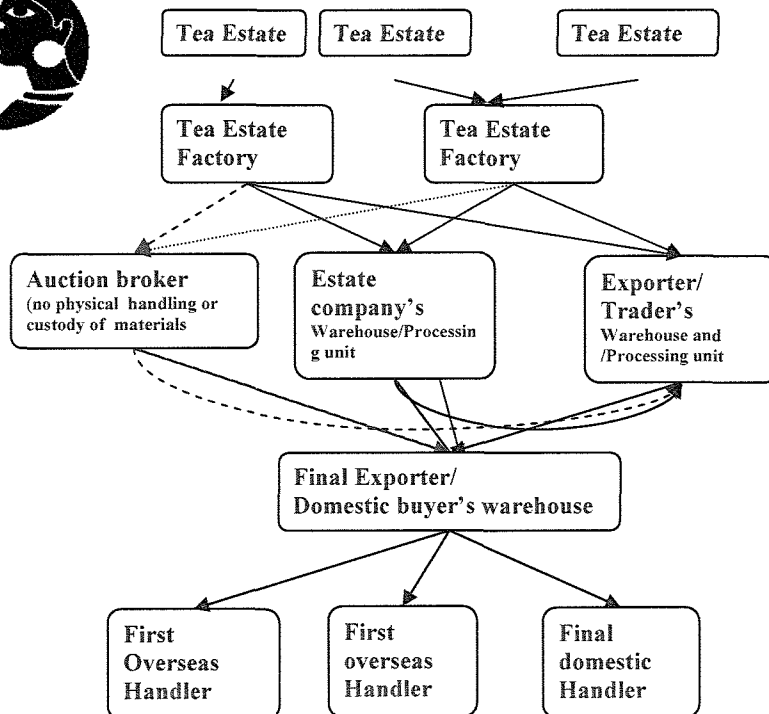 Tea Estate
Tea Estate
Tea Estate
Tea Estate
Factory
Tea Estate
Factory
Auction broker
(no physical handling or
custody of materials
Estate
company's
Warehouse/Processin
g unit
Exporter/
Trader's
Warehouse and
/Processing unit
Final Exporter/
Domestic buyer's warehouse
First
Overseas
Handler
First
overseas
Handler
Final
domestic
Handler